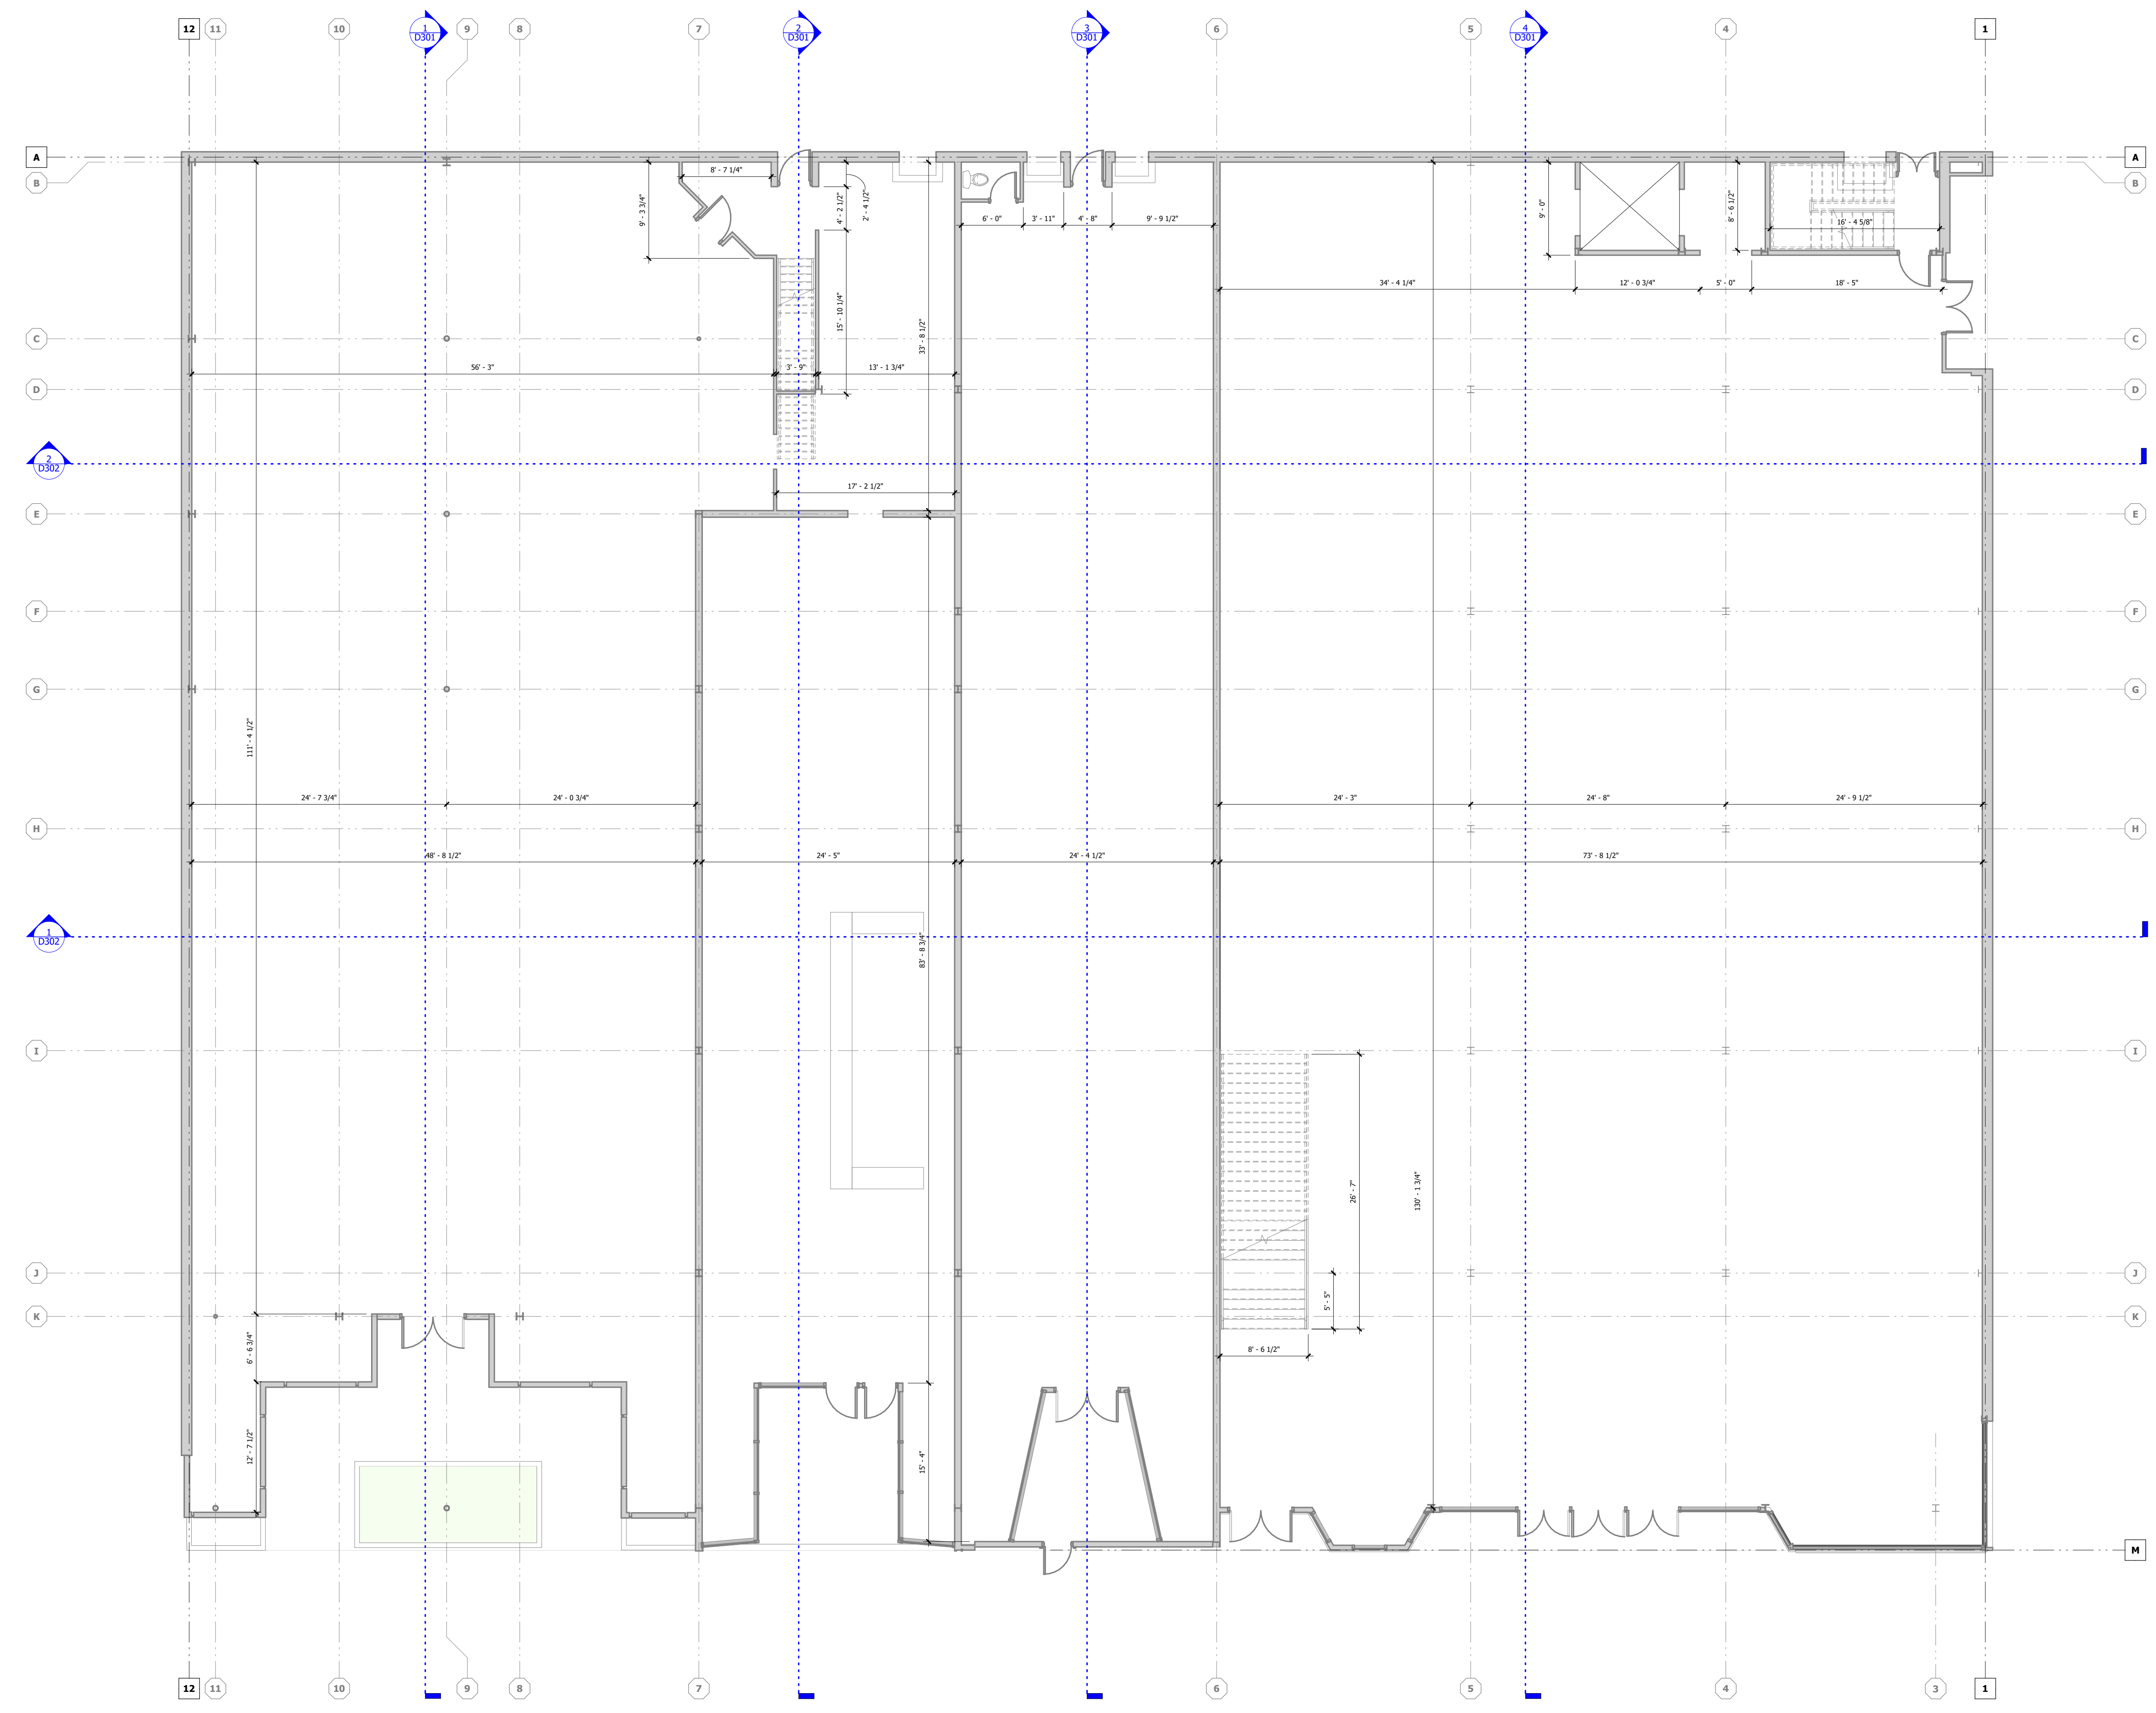 12
11
10
1
D301
9
8
7
2
D301
3
D301
6
5
4
D301
4
1
A
A
B
B
8' - 7 1/4"
9' - 3 3/4"
4' - 2 1/2"
2' - 4 1/2"
6' - 0"
3' - 11"
4' - 8"
9' - 9 1/2"
9' - 0"
8' - 6 1/2"
16' - 4 5/8"
34' - 4 1/4"
12' - 0 3/4"
5' - 0"
18' - 5"
15' - 10 1/4"
33' - 8 1/2"
C
C
56' - 3"
3' - 9"
13' - 1 3/4"
D
D
2
D302
17' - 2 1/2"
E
E
F
F
G
G
111' - 4 1/2"
24' - 7 3/4"
24' - 0 3/4"
24' - 3"
24' - 8"
24' - 9 1/2"
H
H
48' - 8 1/2"
24' - 5"
24' - 4 1/2"
73' - 8 1/2"
1
D302
83' - 8 3/4"
I
I
26' - 7"
130' - 1 3/4"
J
J
5' - 5"
K
K
6' - 6 3/4"
8' - 6 1/2"
12' - 7 1/2"
15' - 4"
M
12
11
10
9
8
7
6
5
4
3
1